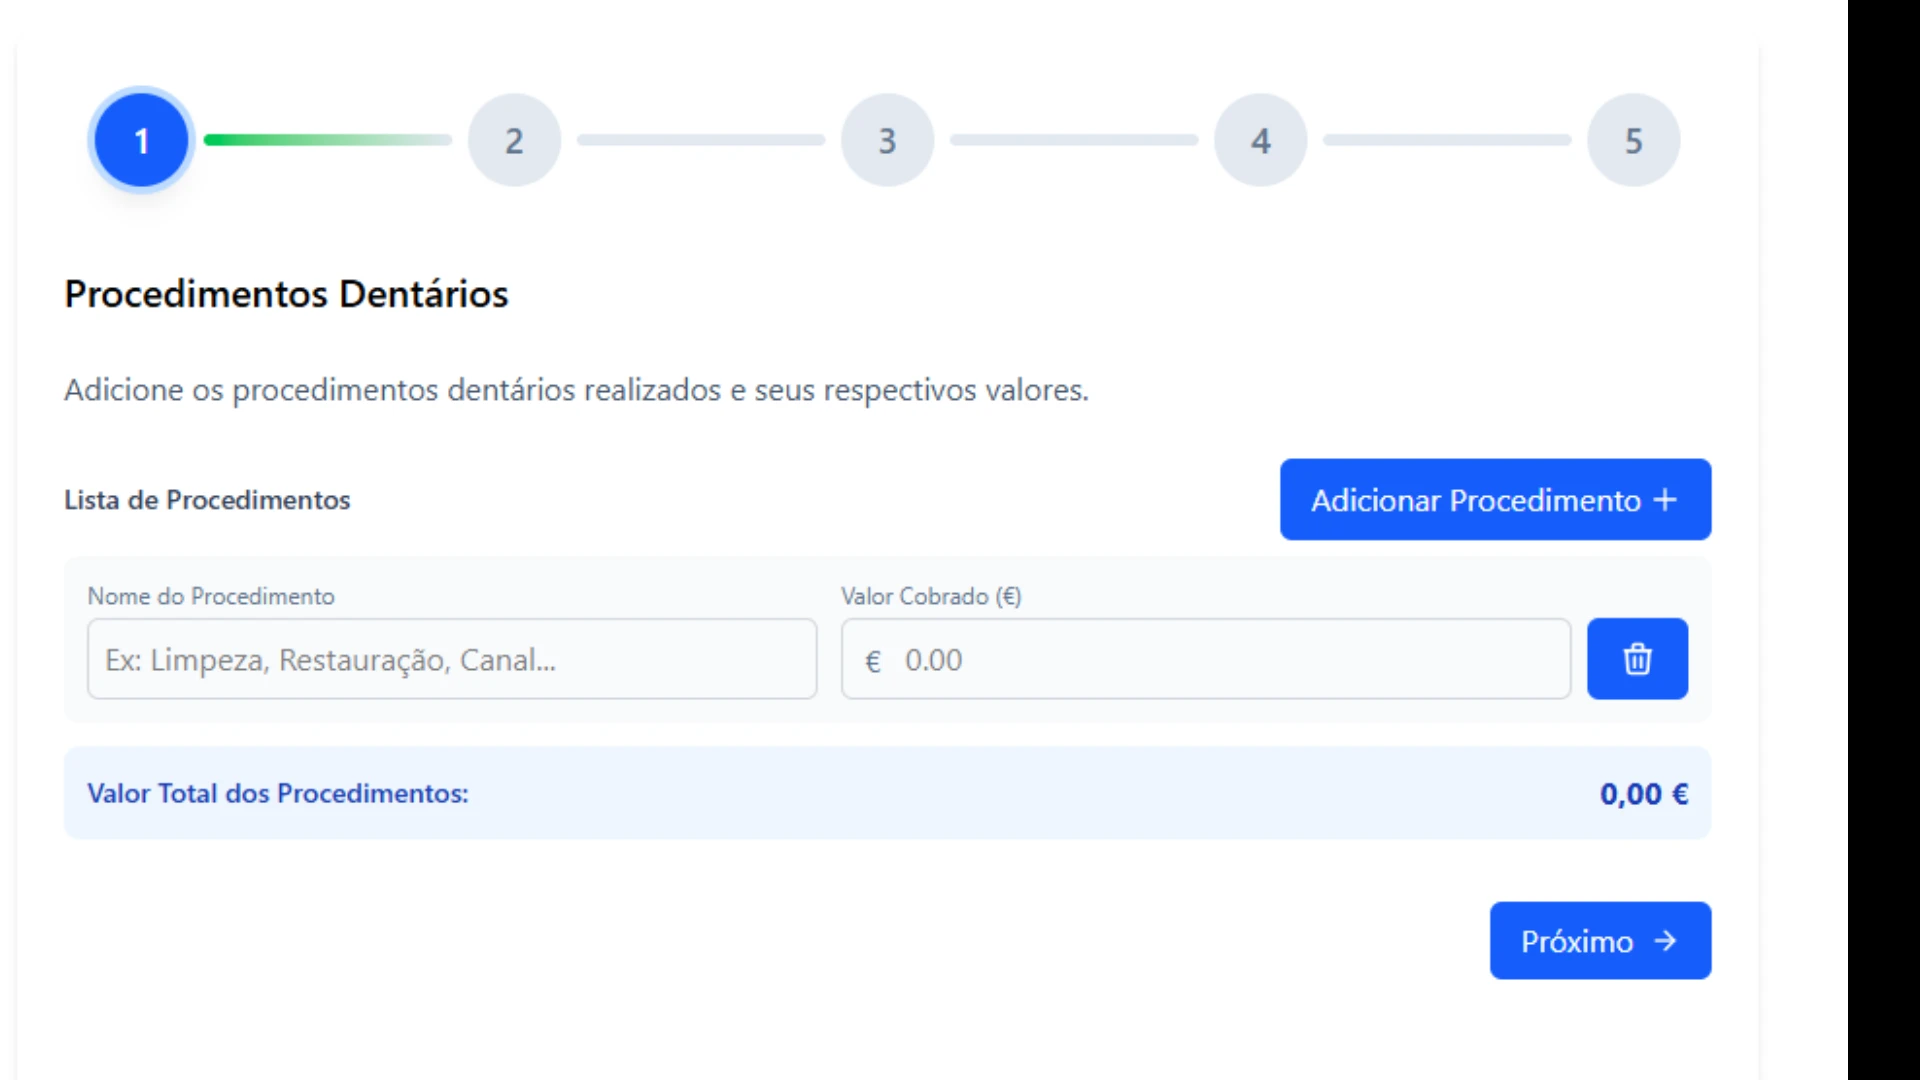 1 2 3 4 5
Procedimentos Dentários
Adicione os procedimentos dentários realizados e seus respectivos valores.
Lista de Procedimentos
Adicionar Procedimento +
Nome do Procedimento
Valor Cobrado (€)
Ex: Limpeza, Restauração, Canal...
€ 0.00
Valor Total dos Procedimentos:
0,00 €
Próximo →